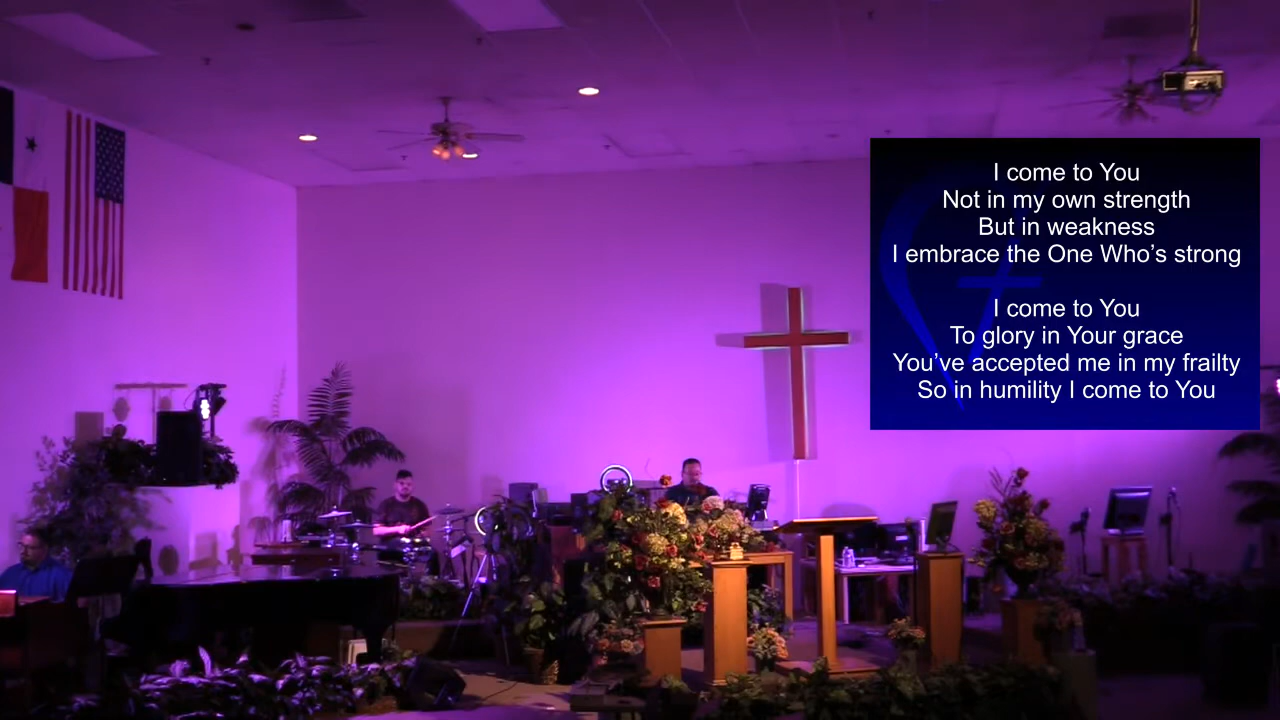 I come to You
Not in my own strength
But in weakness
I embrace the One Who's strong
I come to You
To glory in Your grace
You've accepted me in my frailty
So in humility I come to You